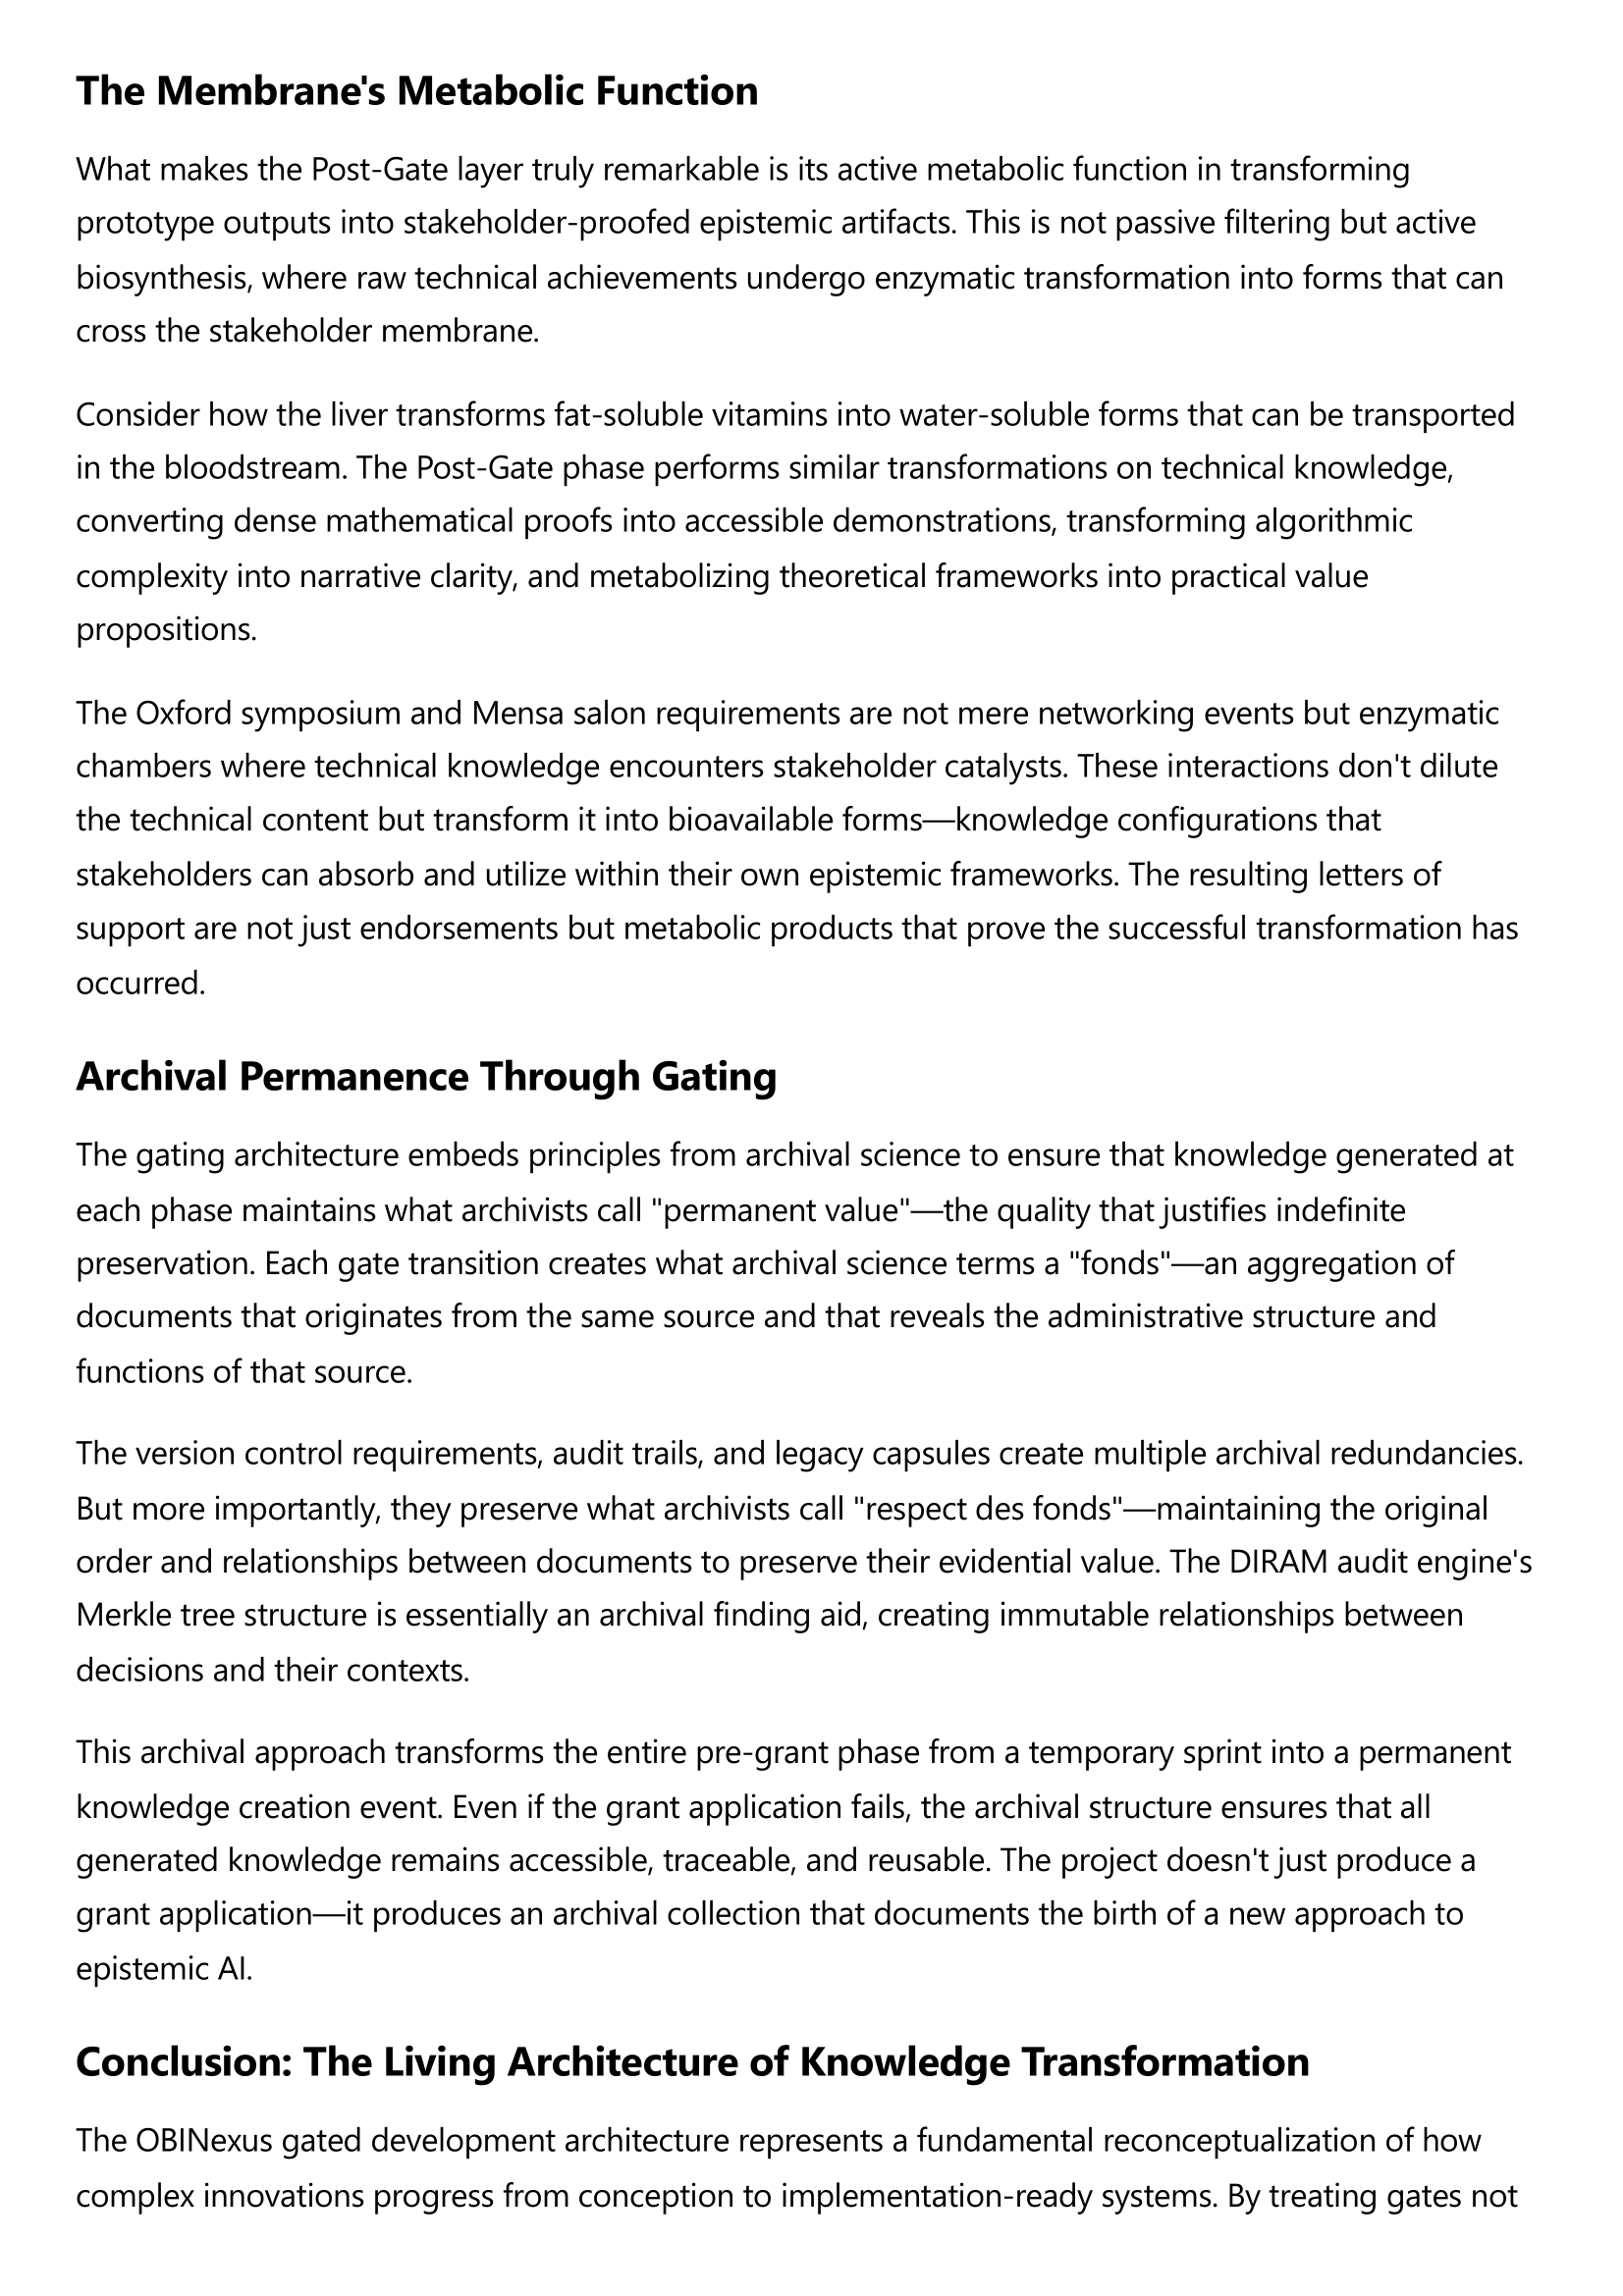 The Membrane's Metabolic Function
What makes the Post-Gate layer truly remarkable is its active metabolic function in transforming
prototype outputs into stakeholder-proofed epistemic artifacts. This is not passive filtering but active
biosynthesis, where raw technical achievements undergo enzymatic transformation into forms that can
cross the stakeholder membrane.
Consider how the liver transforms fat-soluble vitamins into water-soluble forms that can be transported
in the bloodstream. The Post-Gate phase performs similar transformations on technical knowledge,
converting dense mathematical proofs into accessible demonstrations, transforming algorithmic
complexity into narrative clarity, and metabolizing theoretical frameworks into practical value
propositions.
The Oxford symposium and Mensa salon requirements are not mere networking events but enzymatic
chambers where technical knowledge encounters stakeholder catalysts. These interactions don't dilute
the technical content but transform it into bioavailable forms—knowledge configurations that
stakeholders can absorb and utilize within their own epistemic frameworks. The resulting letters of
support are not just endorsements but metabolic products that prove the successful transformation has
occurred.
Archival Permanence Through Gating
The gating architecture embeds principles from archival science to ensure that knowledge generated at
each phase maintains what archivists call "permanent value"—the quality that justifies indefinite
preservation. Each gate transition creates what archival science terms a "fonds"—an aggregation of
documents that originates from the same source and that reveals the administrative structure and
functions of that source.
The version control requirements, audit trails, and legacy capsules create multiple archival redundancies.
But more importantly, they preserve what archivists call "respect des fonds"—maintaining the original
order and relationships between documents to preserve their evidential value. The DIRAM audit engine's
Merkle tree structure is essentially an archival finding aid, creating immutable relationships between
decisions and their contexts.
This archival approach transforms the entire pre-grant phase from a temporary sprint into a permanent
knowledge creation event. Even if the grant application fails, the archival structure ensures that all
generated knowledge remains accessible, traceable, and reusable. The project doesn't just produce a
grant application—it produces an archival collection that documents the birth of a new approach to
epistemic AI.
Conclusion: The Living Architecture of Knowledge Transformation
The OBINexus gated development architecture represents a fundamental reconceptualization of how
complex innovations progress from conception to implementation-ready systems. By treating gates not